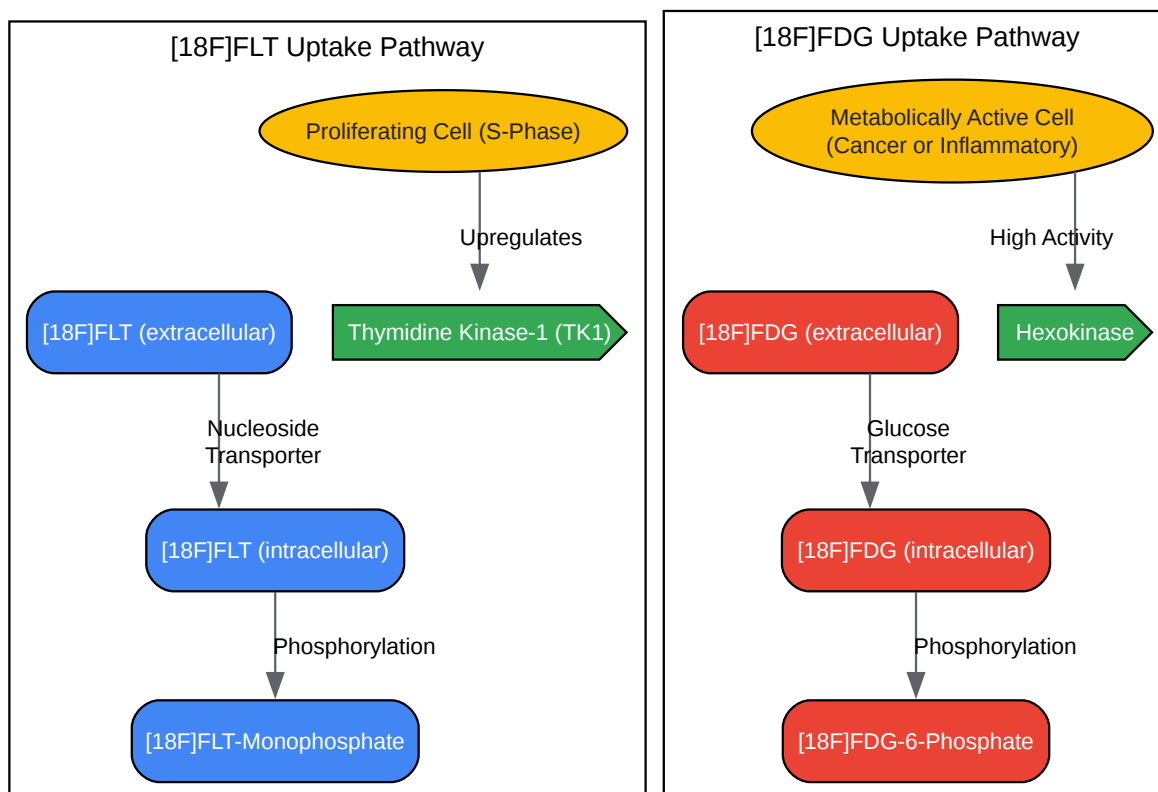 [18F]FLT Uptake Pathway
Proliferating Cell (S-Phase)
Upregulates
[18F]FLT (extracellular)
Thymidine Kinase-1 (TK1)
Nucleoside
Transporter
[18F]FLT (intracellular)
Phosphorylation
[18F]FLT-Monophosphate
[18F]FDG Uptake Pathway
Metabolically Active Cell
(Cancer or Inflammatory)
High Activity
[18F]FDG (extracellular)
Hexokinase
Glucose
Transporter
[18F]FDG (intracellular)
Phosphorylation
[18F]FDG-6-Phosphate